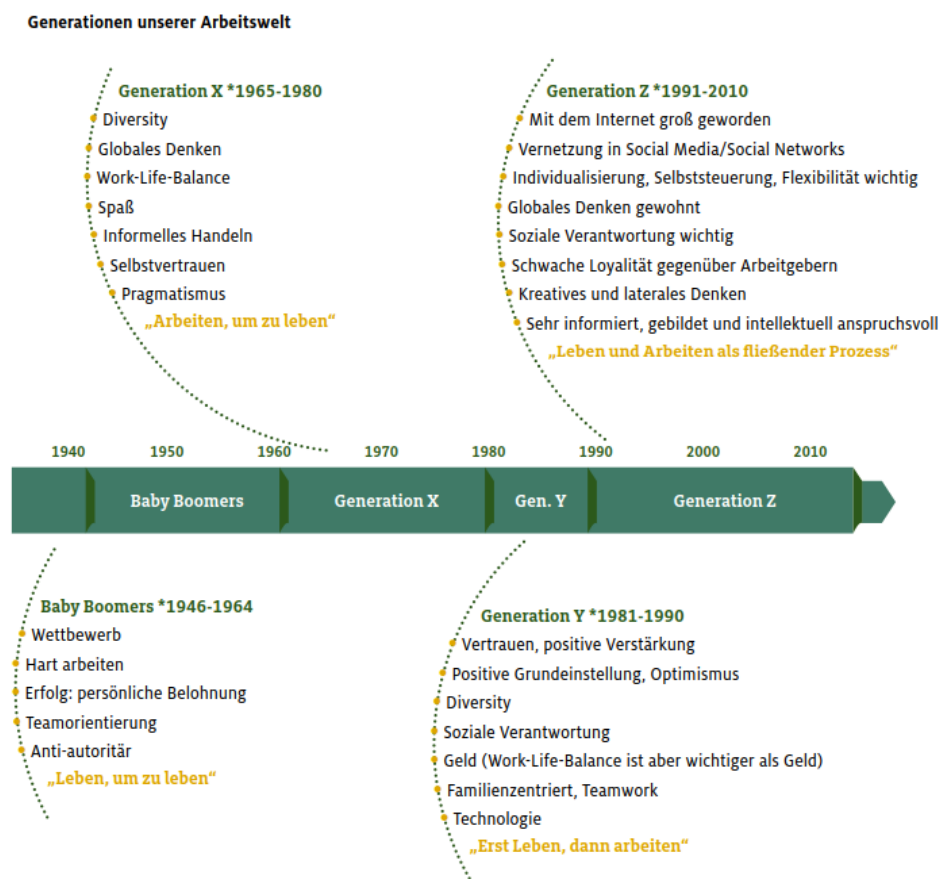 Generationen unserer Arbeitswelt
Generation X *1965-1980
Diversity
Globales Denken
Work-Life-Balance
Spaß
Informelles Handeln
Selbstvertrauen
Pragmatismus
„Arbeiten, um zu leben“
Generation Z *1991-2010
Mit dem Internet groß geworden
Vernetzung in Social Media/Social Networks
Individualisierung, Selbststeuerung, Flexibilität wichtig
Globales Denken gewohnt
Soziale Verantwortung wichtig
Schwache Loyalität gegenüber Arbeitgebern
Kreatives und laterales Denken
Sehr informiert, gebildet und intellektuell anspruchsvoll
„Leben und Arbeiten als fließender Prozess“
1940 1950 1960 1970 1980 1990 2000 2010
Baby Boomers Generation X Gen. Y Generation Z
Baby Boomers *1946-1964
Wettbewerb
Hart arbeiten
Erfolg: persönliche Belohnung
Teamorientierung
Anti-autoritär
„Leben, um zu leben“
Generation Y *1981-1990
Vertrauen, positive Verstärkung
Positive Grundeinstellung, Optimismus
Diversity
Soziale Verantwortung
Geld (Work-Life-Balance ist aber wichtiger als Geld)
Familienzentriert, Teamwork
Technologie
„Erst Leben, dann arbeiten“